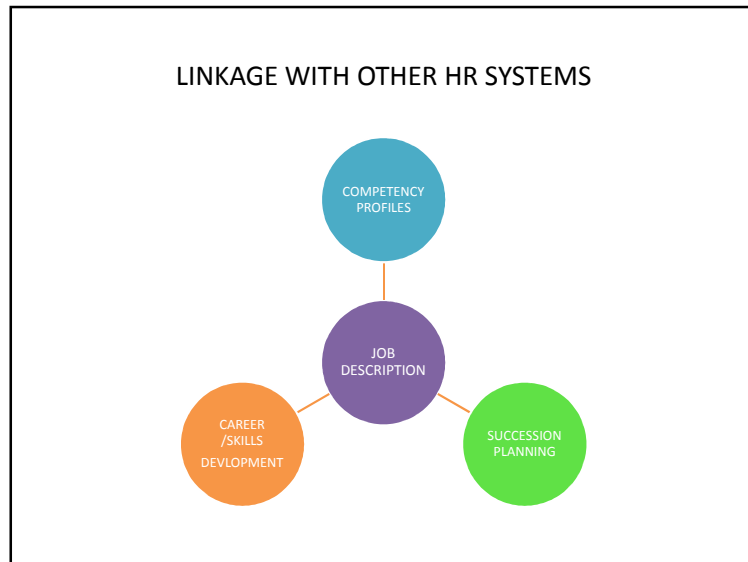 LINKAGE WITH OTHER HR SYSTEMS
COMPETENCY
PROFILES
JOB
DESCRIPTION
CAREER
/SKILLS
DEVLOPMENT
SUCCESSION
PLANNING